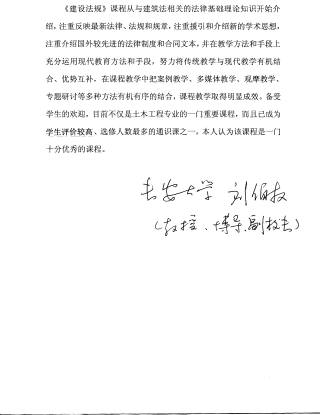 《建设法规》课程从与建筑法相关的法律基础理论知识开始介
绍，注重反映最新法律、法规和规章，注重援引和介绍新的学术思想，
注重介绍国外较先进的法律制度和合同文本，并在教学方法和手段上
充分运用现代教育方法和手段，努力将传统教学与现代教学有机结
合、优势互补。在课程教学中把案例教学、多媒体教学、观摩教学、
专题研讨等多种方法有机有序的结合，课程教学取得明显成效，备受
学生的欢迎，目前不仅是土木工程专业的一门重要课程，而且已成为
学生评价较高、选修人数最多的通识课之一，本人认为该课程是一门
十分优秀的课程。
长安大学 刘伯权
（教授、博导、副校长）